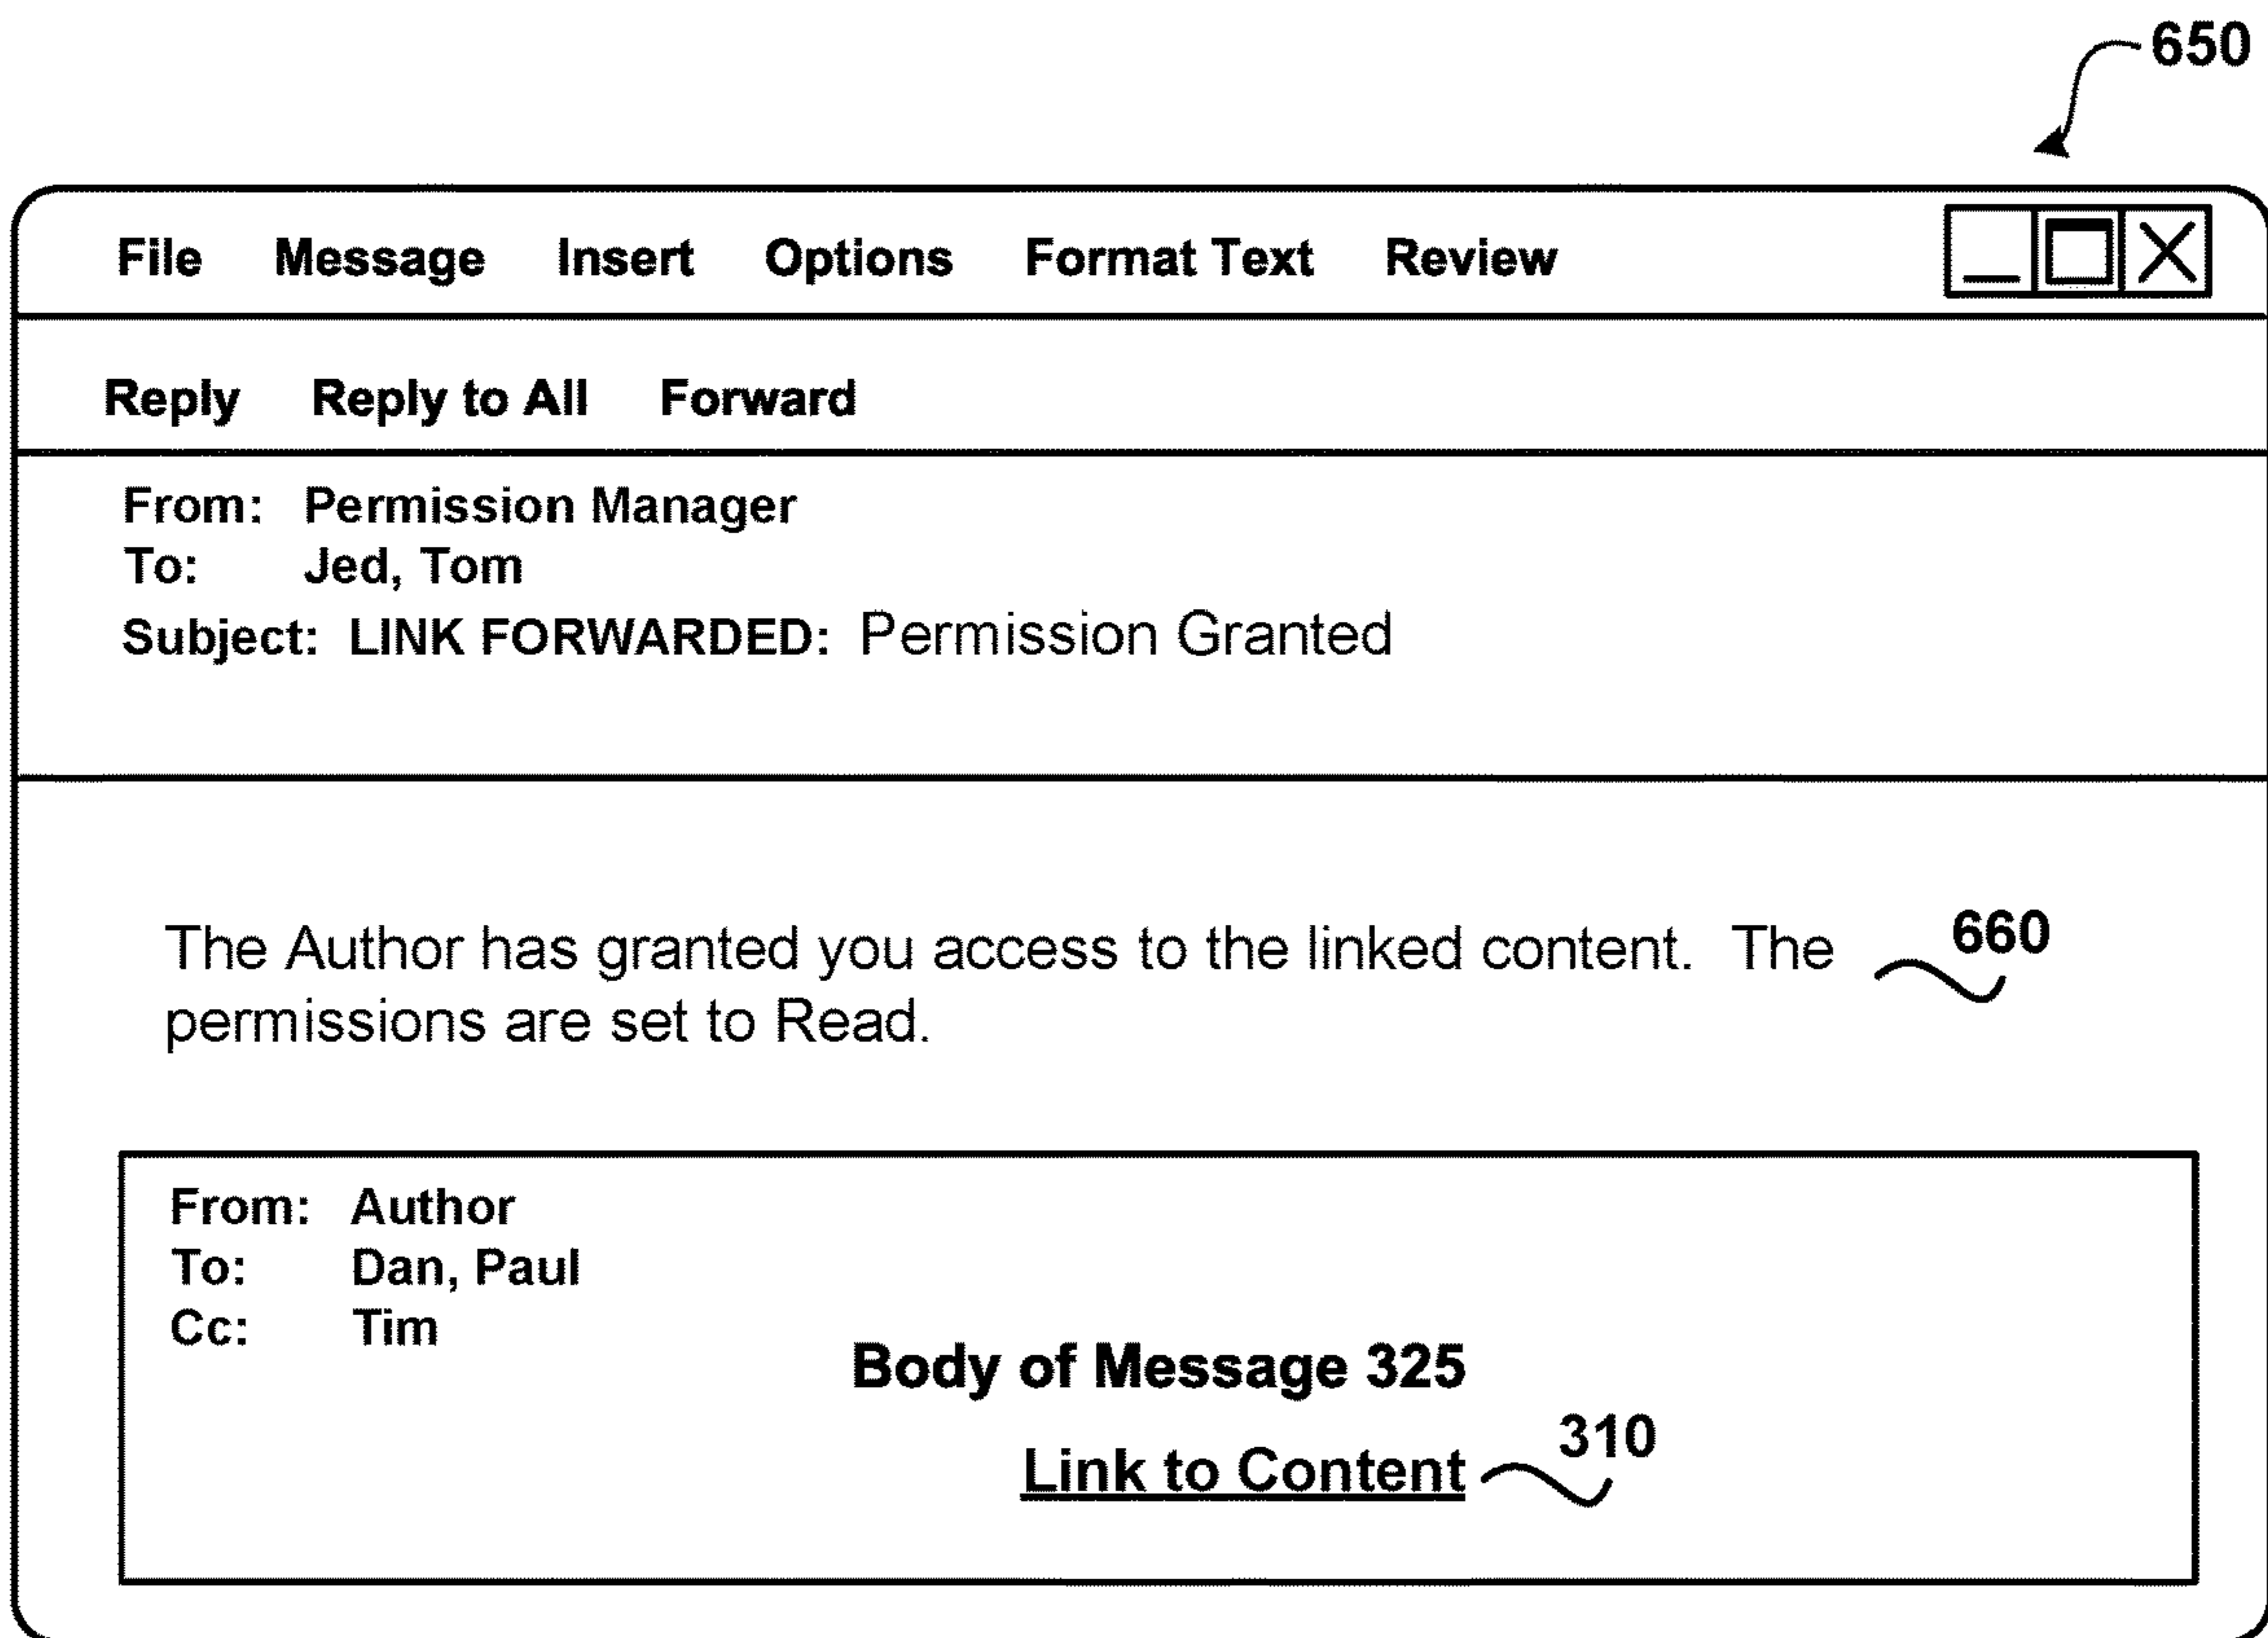 650
File Message Insert Options Format Text Review
Reply Reply to All Forward
From: Permission Manager
To: Jed, Tom
Subject: LINK FORWARDED: Permission Granted
The Author has granted you access to the linked content. The 660
permissions are set to Read.
From: Author
To: Dan, Paul
Cc: Tim
Body of Message 325
Link to Content 310